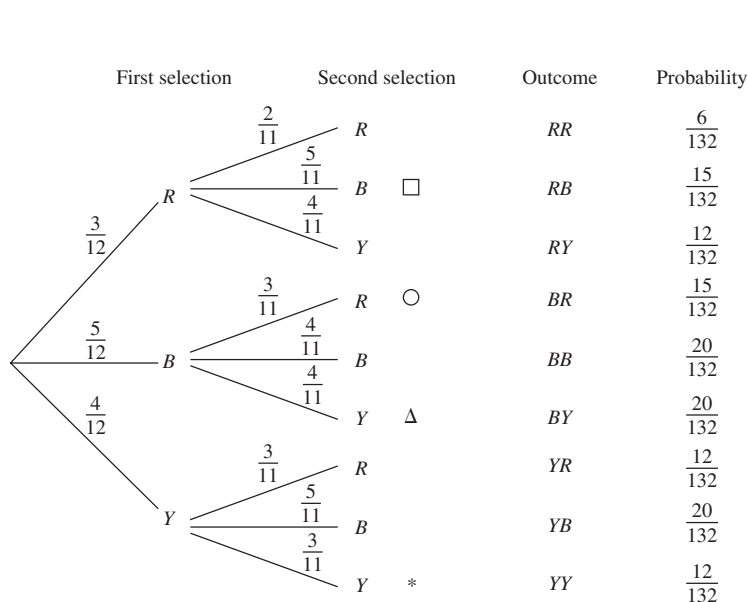 First selection Second selection Outcome Probability
2/11 R RR 6/132
5/11 B □ RB 15/132
R
4/11 Y RY 12/132
3/12
3/11 R ○ BR 15/132
5/12 B 4/11 B BB 20/132
4/11 Y Δ BY 20/132
4/12
3/11 R YR 12/132
Y 5/11 B YB 20/132
3/11 Y * YY 12/132